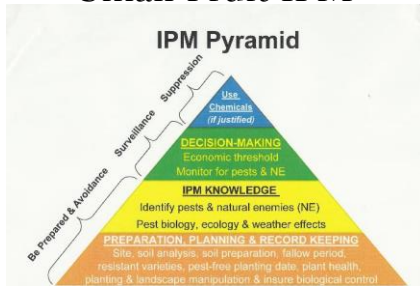 IPM Pyramid
Suppression
Surveillance
Be Prepared & Avoidance
Use
Chemicals
(if justified)
DECISION-MAKING
Economic threshold
Monitor for pests & NE
IPM KNOWLEDGE
Identify pests & natural enemies (NE)
Pest biology, ecology & weather effects
PREPARATION, PLANNING & RECORD KEEPING
Site, soil analysis, soil preparation, fallow period,
resistant varieties, pest-free planting date, plant health,
planting & landscape manipulation & insure biological control